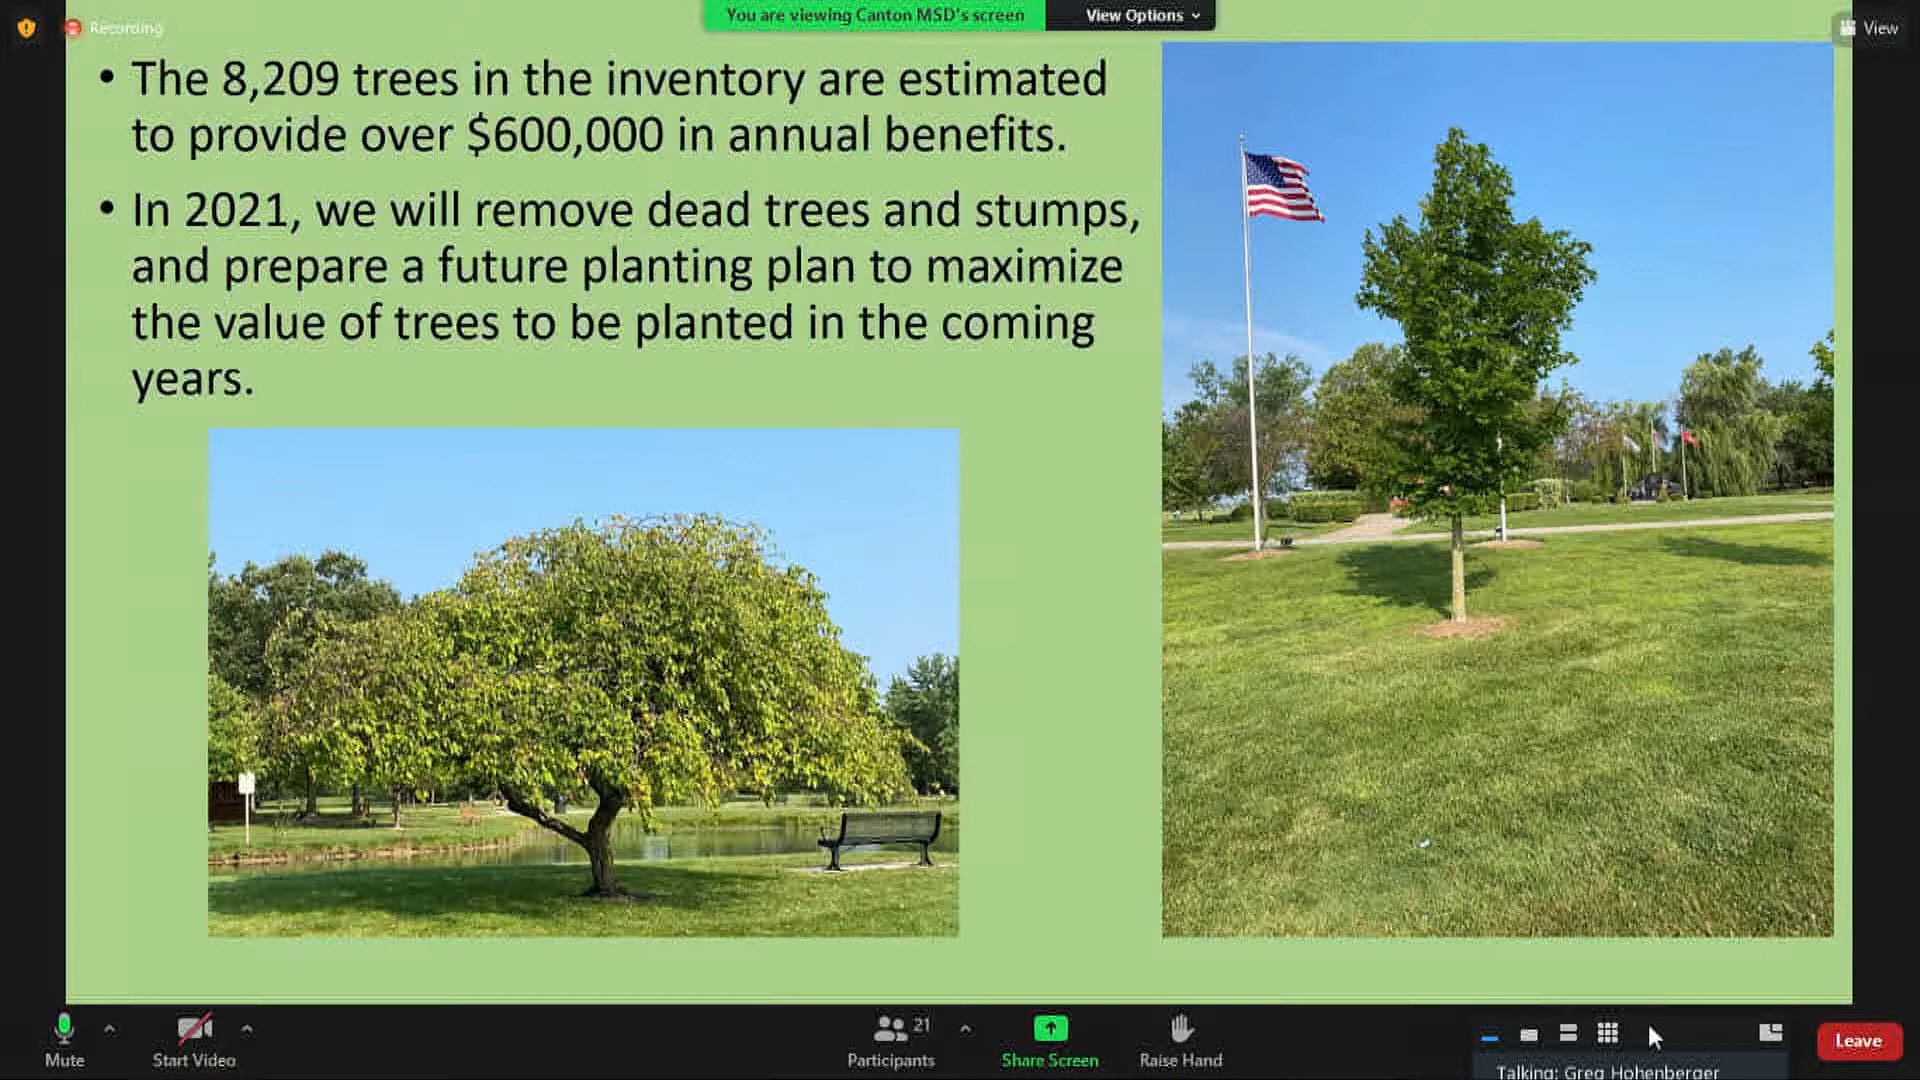 You are viewing Canton MSD's screen
View Options
Recording
View
• The 8,209 trees in the inventory are estimated
to provide over $600,000 in annual benefits.
• In 2021, we will remove dead trees and stumps,
and prepare a future planting plan to maximize
the value of trees to be planted in the coming
years.
Mute
Start Video
21
Participants
Share Screen
Raise Hand
Talking: Greg Hohenberger
Leave